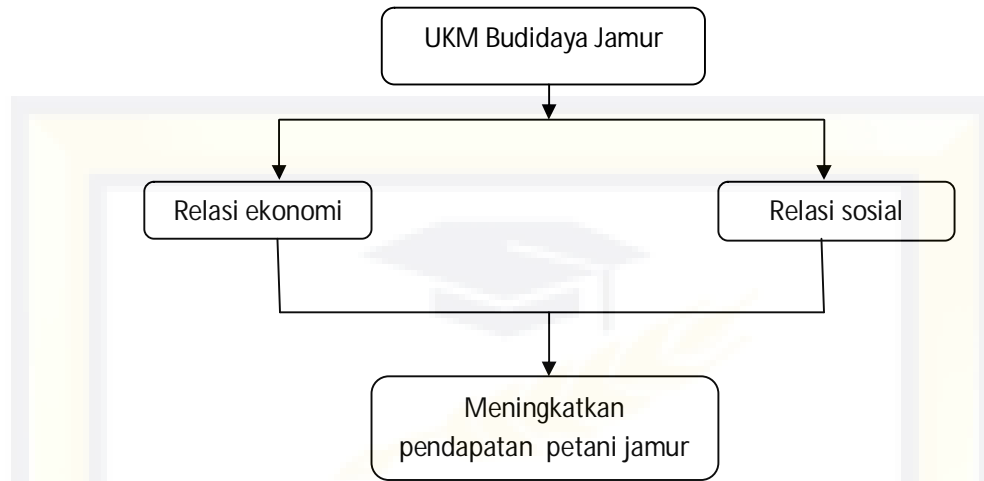 UKM Budidaya Jamur
Relasi ekonomi
Relasi sosial
Meningkatkan
pendapatan petani jamur